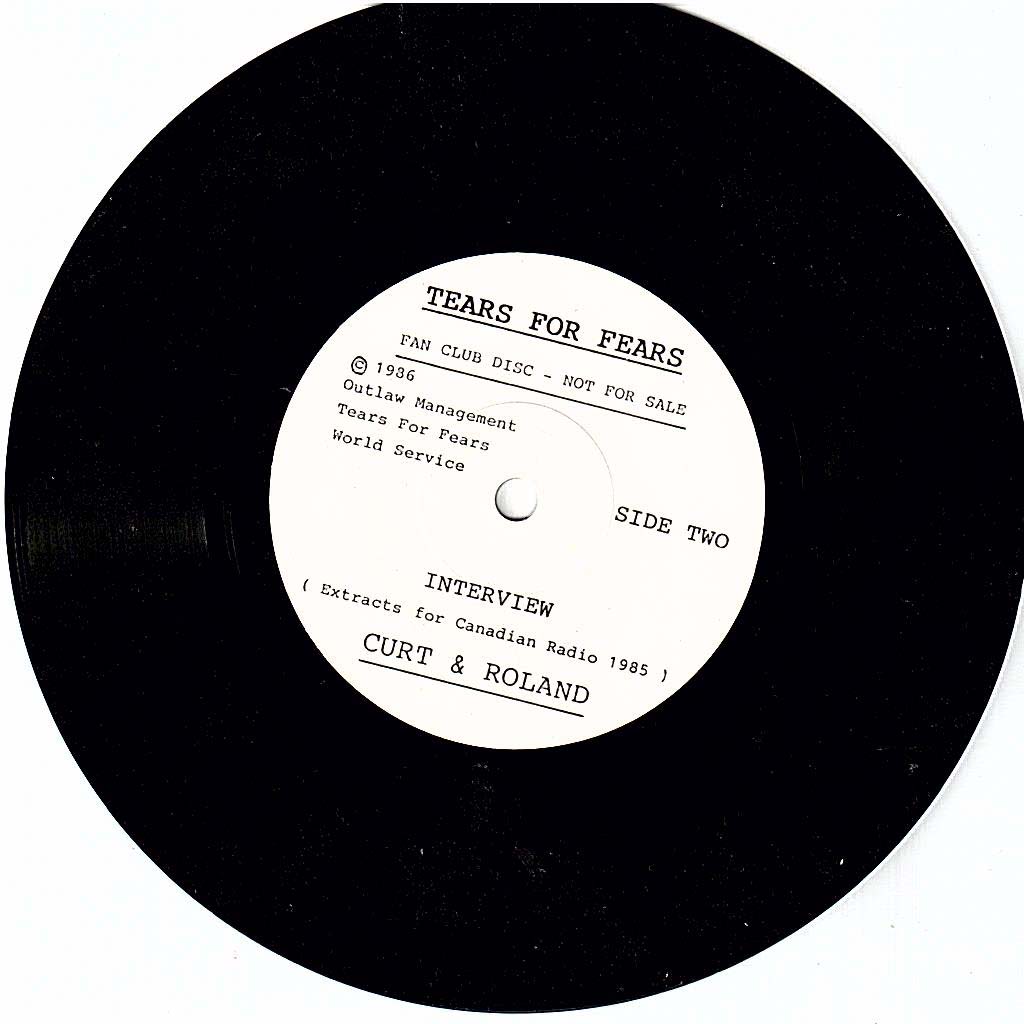 TEARS FOR FEARS
FAN CLUB DISC - NOT FOR SALE
© 1986
Outlaw Management
Tears For Fears
World Service
SIDE TWO
INTERVIEW
( Extracts for Canadian Radio 1985 )
CURT & ROLAND